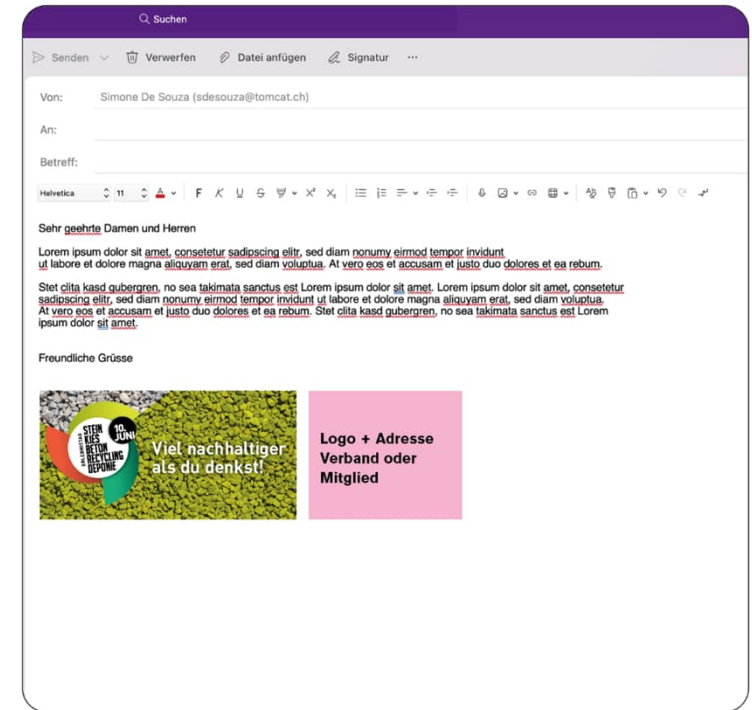 Suchen
Senden
Verwerfen
Datei anfügen
Signatur
Von:
Simone De Souza (sdesouza@tomcat.ch)
An:
Betreff:
Helvetica
11
A
F K U S X² X₂
Sehr geehrte Damen und Herren
Lorem ipsum dolor sit amet, consetetur sadipscing elitr, sed diam nonumy eirmod tempor invidunt
ut labore et dolore magna aliquyam erat, sed diam voluptua. At vero eos et accusam et justo duo dolores et ea rebum.
Stet clita kasd gubergren, no sea takimata sanctus est Lorem ipsum dolor sit amet. Lorem ipsum dolor sit amet, consetetur
sadipscing elitr, sed diam nonumy eirmod tempor invidunt ut labore et dolore magna aliquyam erat, sed diam voluptua.
At vero eos et accusam et justo duo dolores et ea rebum. Stet clita kasd gubergren, no sea takimata sanctus est Lorem
ipsum dolor sit amet.
Freundliche Grüsse
ERLEBNISTAG
STEIN
KIES
BETON
RECYCLING
DEPONIE
10.
JUNI
Viel nachhaltiger
als du denkst!
Logo + Adresse
Verband oder
Mitglied